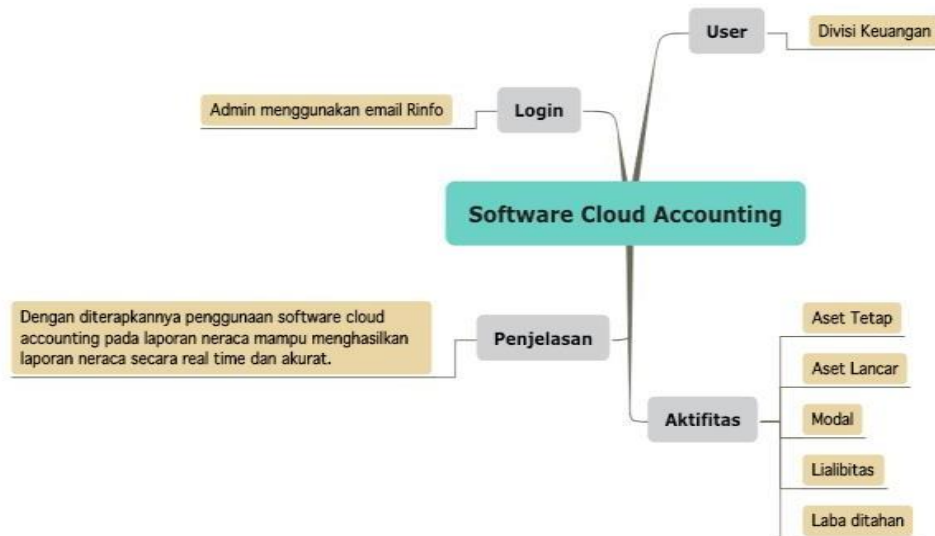 User
Divisi Keuangan
Admin menggunakan email Rinfo
Login
Software Cloud Accounting
Dengan diterapkannya penggunaan software cloud
accounting pada laporan neraca mampu menghasilkan
laporan neraca secara real time dan akurat.
Penjelasan
Aktifitas
Aset Tetap
Aset Lancar
Modal
Lialibitas
Laba ditahan